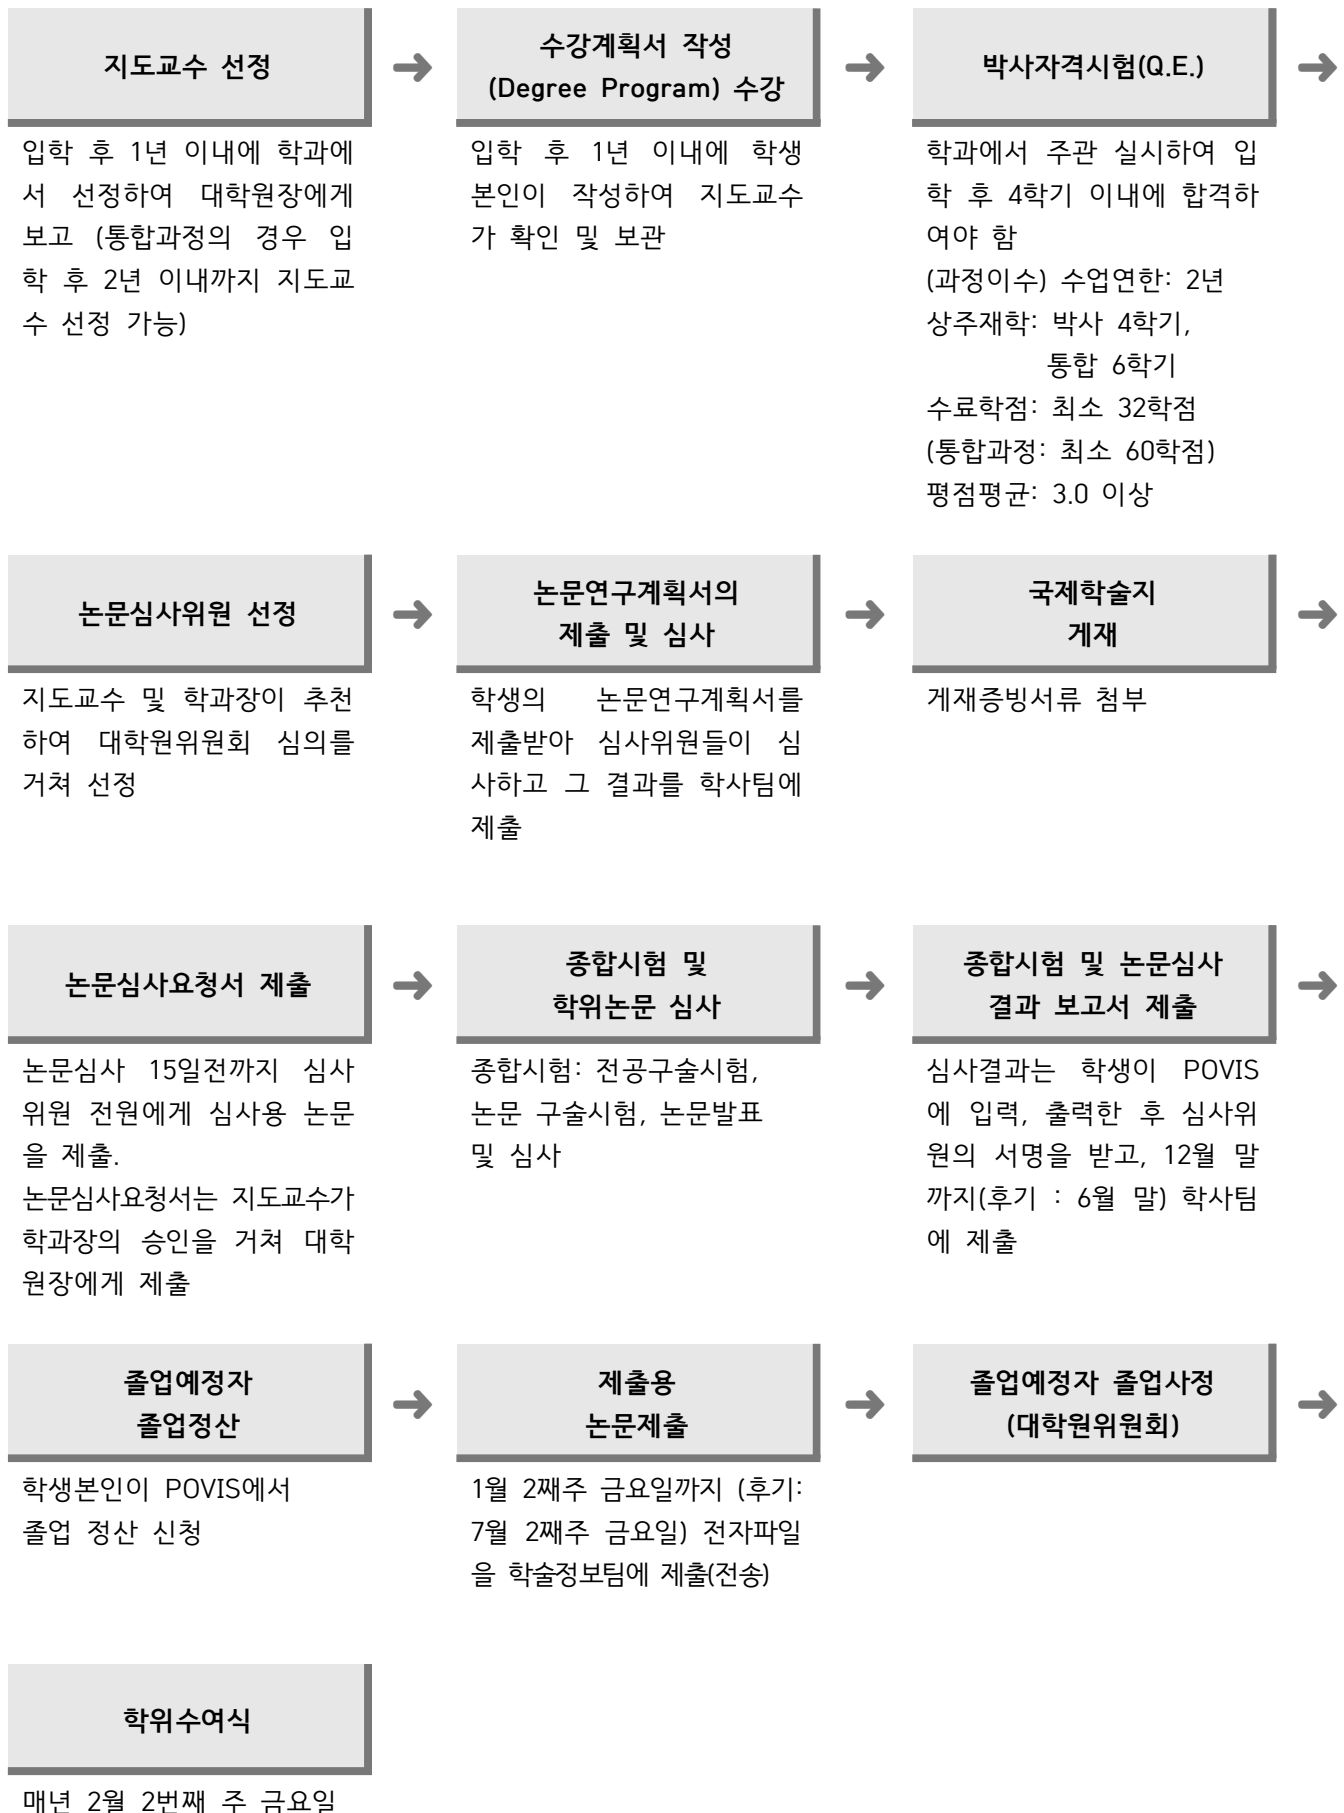 지도교수 선정
입학 후 1년 이내에 학과에
서 선정하여 대학원장에게
보고 (통합과정의 경우 입
학 후 2년 이내까지 지도교
수 선정 가능)
수강계획서 작성
(Degree Program) 수강
입학 후 1년 이내에 학생
본인이 작성하여 지도교수
가 확인 및 보관
박사자격시험(Q.E.)
학과에서 주관 실시하여 입
학 후 4학기 이내에 합격하
여야 함
(과정이수) 수업연한: 2년
상주재학: 박사 4학기,
통합 6학기
수료학점: 최소 32학점
(통합과정: 최소 60학점)
평점평균: 3.0 이상
논문심사위원 선정
지도교수 및 학과장이 추천
하여 대학원위원회 심의를
거쳐 선정
논문연구계획서의
제출 및 심사
학생의 논문연구계획서를
제출받아 심사위원들이 심
사하고 그 결과를 학사팀에
제출
국제학술지
게재
게재증빙서류 첨부
논문심사요청서 제출
논문심사 15일전까지 심사
위원 전원에게 심사용 논문
을 제출.
논문심사요청서는 지도교수가
학과장의 승인을 거쳐 대학
원장에게 제출
종합시험 및
학위논문 심사
종합시험: 전공구술시험,
논문 구술시험, 논문발표
및 심사
종합시험 및 논문심사
결과 보고서 제출
심사결과는 학생이 POVIS
에 입력, 출력한 후 심사위
원의 서명을 받고, 12월 말
까지(후기 : 6월 말) 학사팀
에 제출
졸업예정자
졸업정산
학생본인이 POVIS에서
졸업 정산 신청
제출용
논문제출
1월 2째주 금요일까지 (후기:
7월 2째주 금요일) 전자파일
을 학술정보팀에 제출(전송)
졸업예정자 졸업사정
(대학원위원회)
학위수여식
매년 2월 2번째 주 금요일